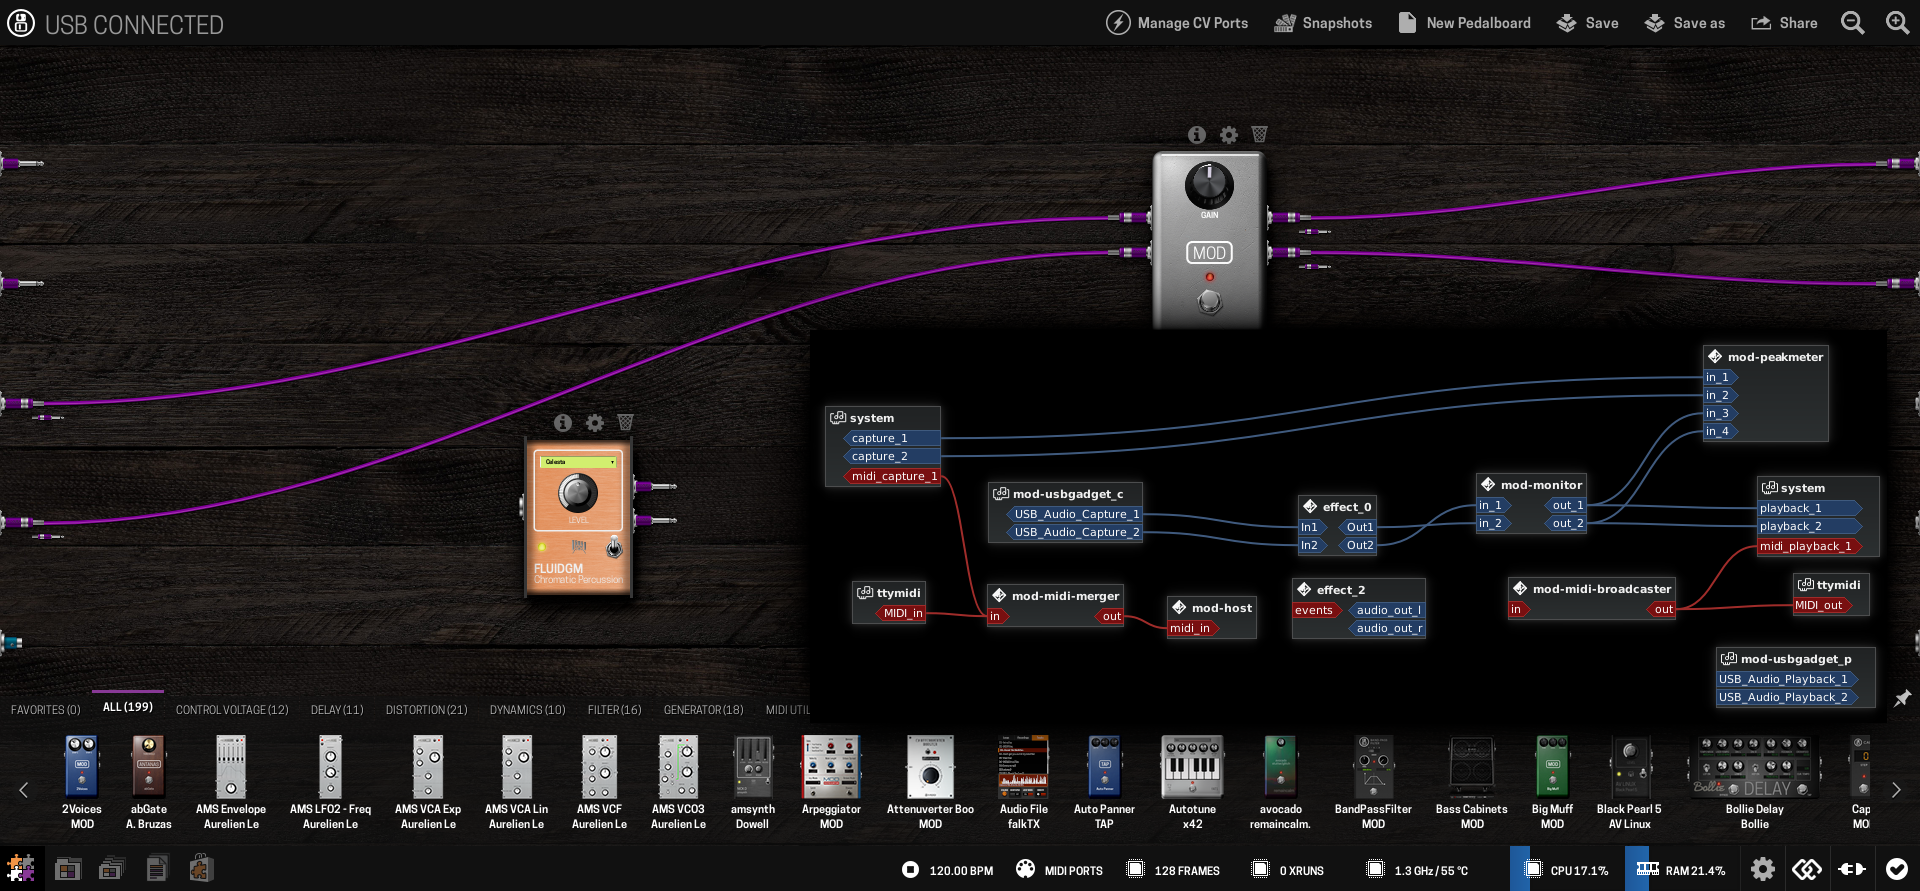 USB CONNECTED
Manage CV Ports
Snapshots
New Pedalboard
Save
Save as
Share
GAIN
MOD
Celesta
LEVEL
FLUIDGM
Chromatic Percussion
mod-peakmeter
in_1
in_2
in_3
in_4
system
capture_1
capture_2
midi_capture_1
mod-usbgadget_c
USB_Audio_Capture_1
USB_Audio_Capture_2
effect_0
In1 Out1
In2 Out2
mod-monitor
in_1 out_1
in_2 out_2
system
playback_1
playback_2
midi_playback_1
ttymidi
MIDI_in
mod-midi-merger
in out
mod-host
midi_in
effect_2
events audio_out_l
audio_out_r
mod-midi-broadcaster
in out
ttymidi
MIDI_out
mod-usbgadget_p
USB_Audio_Playback_1
USB_Audio_Playback_2
FAVORITES (0)
ALL (199)
CONTROL VOLTAGE (12)
DELAY (11)
DISTORTION (21)
DYNAMICS (10)
FILTER (16)
GENERATOR (18)
MIDI UTIL
2Voices
MOD
abGate
A. Bruzas
AMS Envelope
Aurelien Le
AMS LFO2 - Freq
Aurelien Le
AMS VCA Exp
Aurelien Le
AMS VCA Lin
Aurelien Le
AMS VCF
Aurelien Le
AMS VCO3
Aurelien Le
amsynth
Dowell
Arpeggiator
MOD
Attenuverter Boo
MOD
Audio File
falkTX
Auto Panner
TAP
Autotune
x42
avocado
remaincalm.
BandPassFilter
MOD
Bass Cabinets
MOD
Big Muff
MOD
Black Pearl 5
AV Linux
Bollie Delay
Bollie
Cap
MO
120.00 BPM
MIDI PORTS
128 FRAMES
0 XRUNS
1.3 GHz / 55 °C
CPU 17.1%
RAM 21.4%